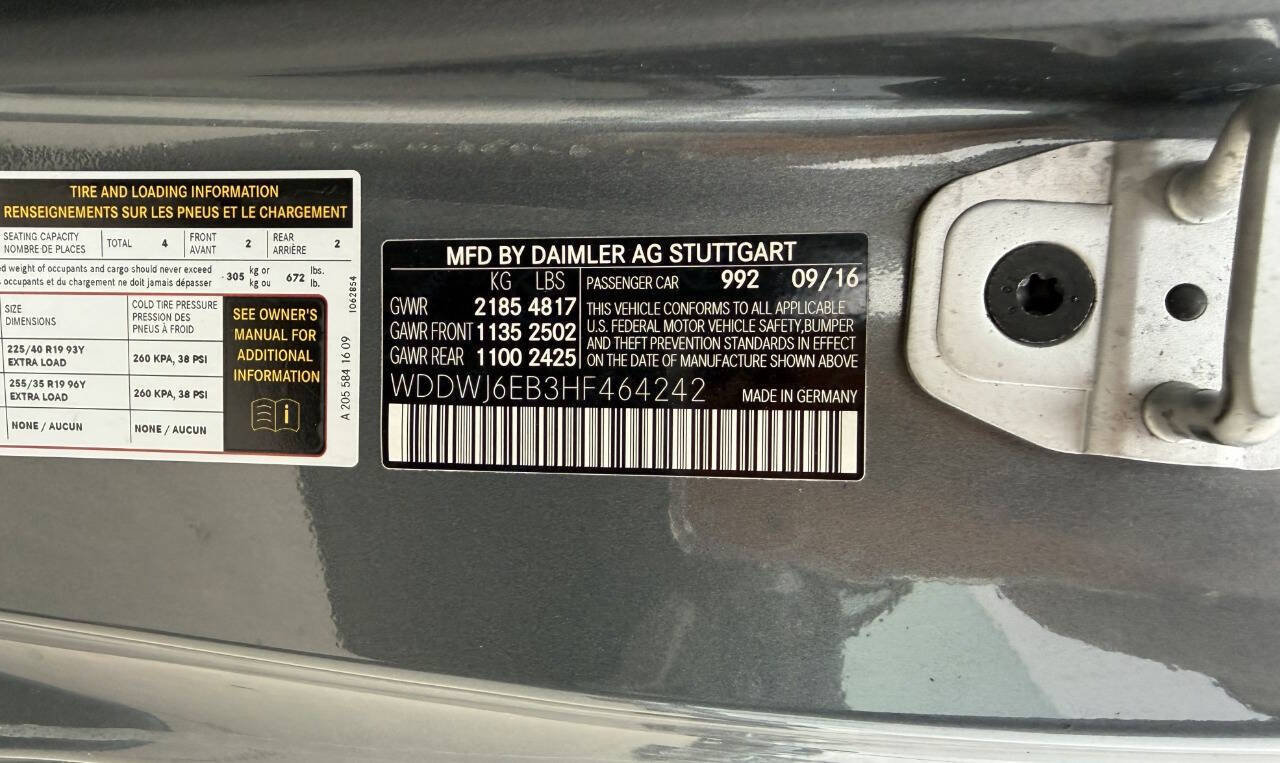 TIRE AND LOADING INFORMATION
RENSEIGNEMENTS SUR LES PNEUS ET LE CHARGEMENT
SEATING CAPACITY
NOMBRE DE PLACES
TOTAL 4
FRONT
AVANT
2
REAR
ARRIÈRE
2
weight of occupants and cargo should never exceed
occupants et du chargement ne doit jamais dépasser
305 kg or
kg ou
672 lbs.
lb.
SIZE
DIMENSIONS
COLD TIRE PRESSURE
PRESSION DES
PNEUS À FROID
225/40 R19 93Y
EXTRA LOAD
260 KPA, 38 PSI
255/35 R19 96Y
EXTRA LOAD
260 KPA, 38 PSI
NONE / AUCUN
NONE / AUCUN
SEE OWNER'S
MANUAL FOR
ADDITIONAL
INFORMATION
i
A 205 584 16 09
1062854
MFD BY DAIMLER AG STUTTGART
KG LBS
GVWR 2185 4817
GAWR FRONT 1135 2502
GAWR REAR 1100 2425
PASSENGER CAR 992 09/16
THIS VEHICLE CONFORMS TO ALL APPLICABLE
U.S. FEDERAL MOTOR VEHICLE SAFETY,BUMPER
AND THEFT PREVENTION STANDARDS IN EFFECT
ON THE DATE OF MANUFACTURE SHOWN ABOVE
WDDWJ6EB3HF464242
MADE IN GERMANY